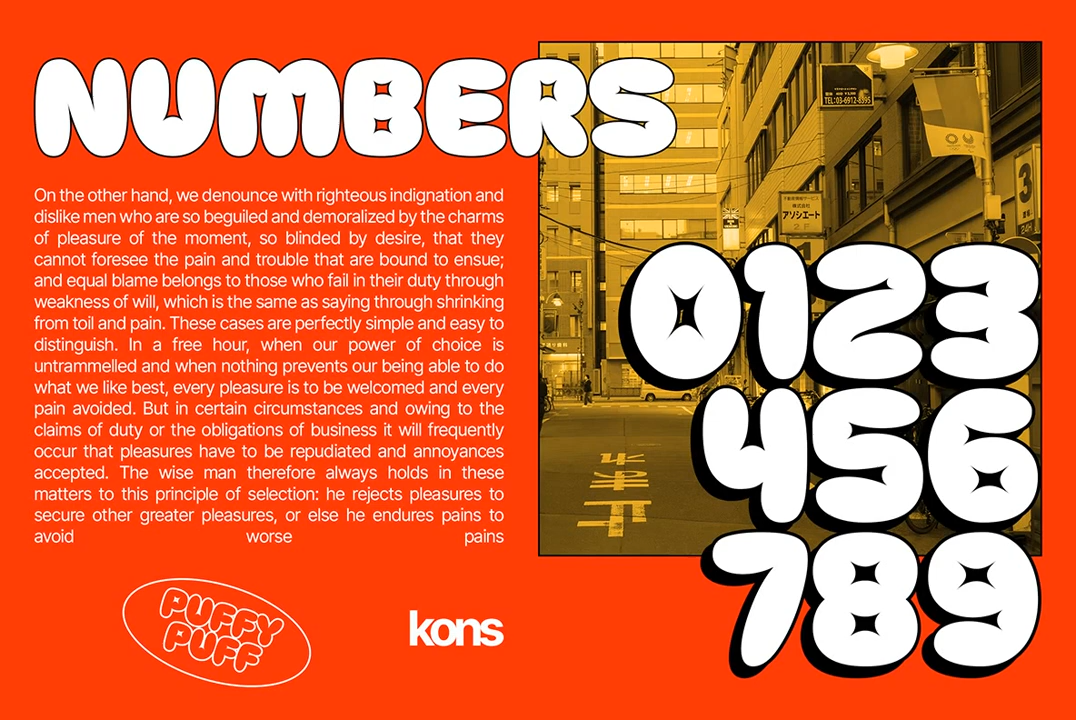 NUMBERS
On the other hand, we denounce with righteous indignation and
dislike men who are so beguiled and demoralized by the charms
of pleasure of the moment, so blinded by desire, that they
cannot foresee the pain and trouble that are bound to ensue;
and equal blame belongs to those who fail in their duty through
weakness of will, which is the same as saying through shrinking
from toil and pain. These cases are perfectly simple and easy to
distinguish. In a free hour, when our power of choice is
untrammelled and when nothing prevents our being able to do
what we like best, every pleasure is to be welcomed and every
pain avoided. But in certain circumstances and owing to the
claims of duty or the obligations of business it will frequently
occur that pleasures have to be repudiated and annoyances
accepted. The wise man therefore always holds in these
matters to this principle of selection: he rejects pleasures to
secure other greater pleasures, or else he endures pains to
avoid worse pains
PUFFY
PUFF
kons
TEL:03-6912-8395
株式会社
アソシエート
2F
3
24H
止まれ
0123
456
789